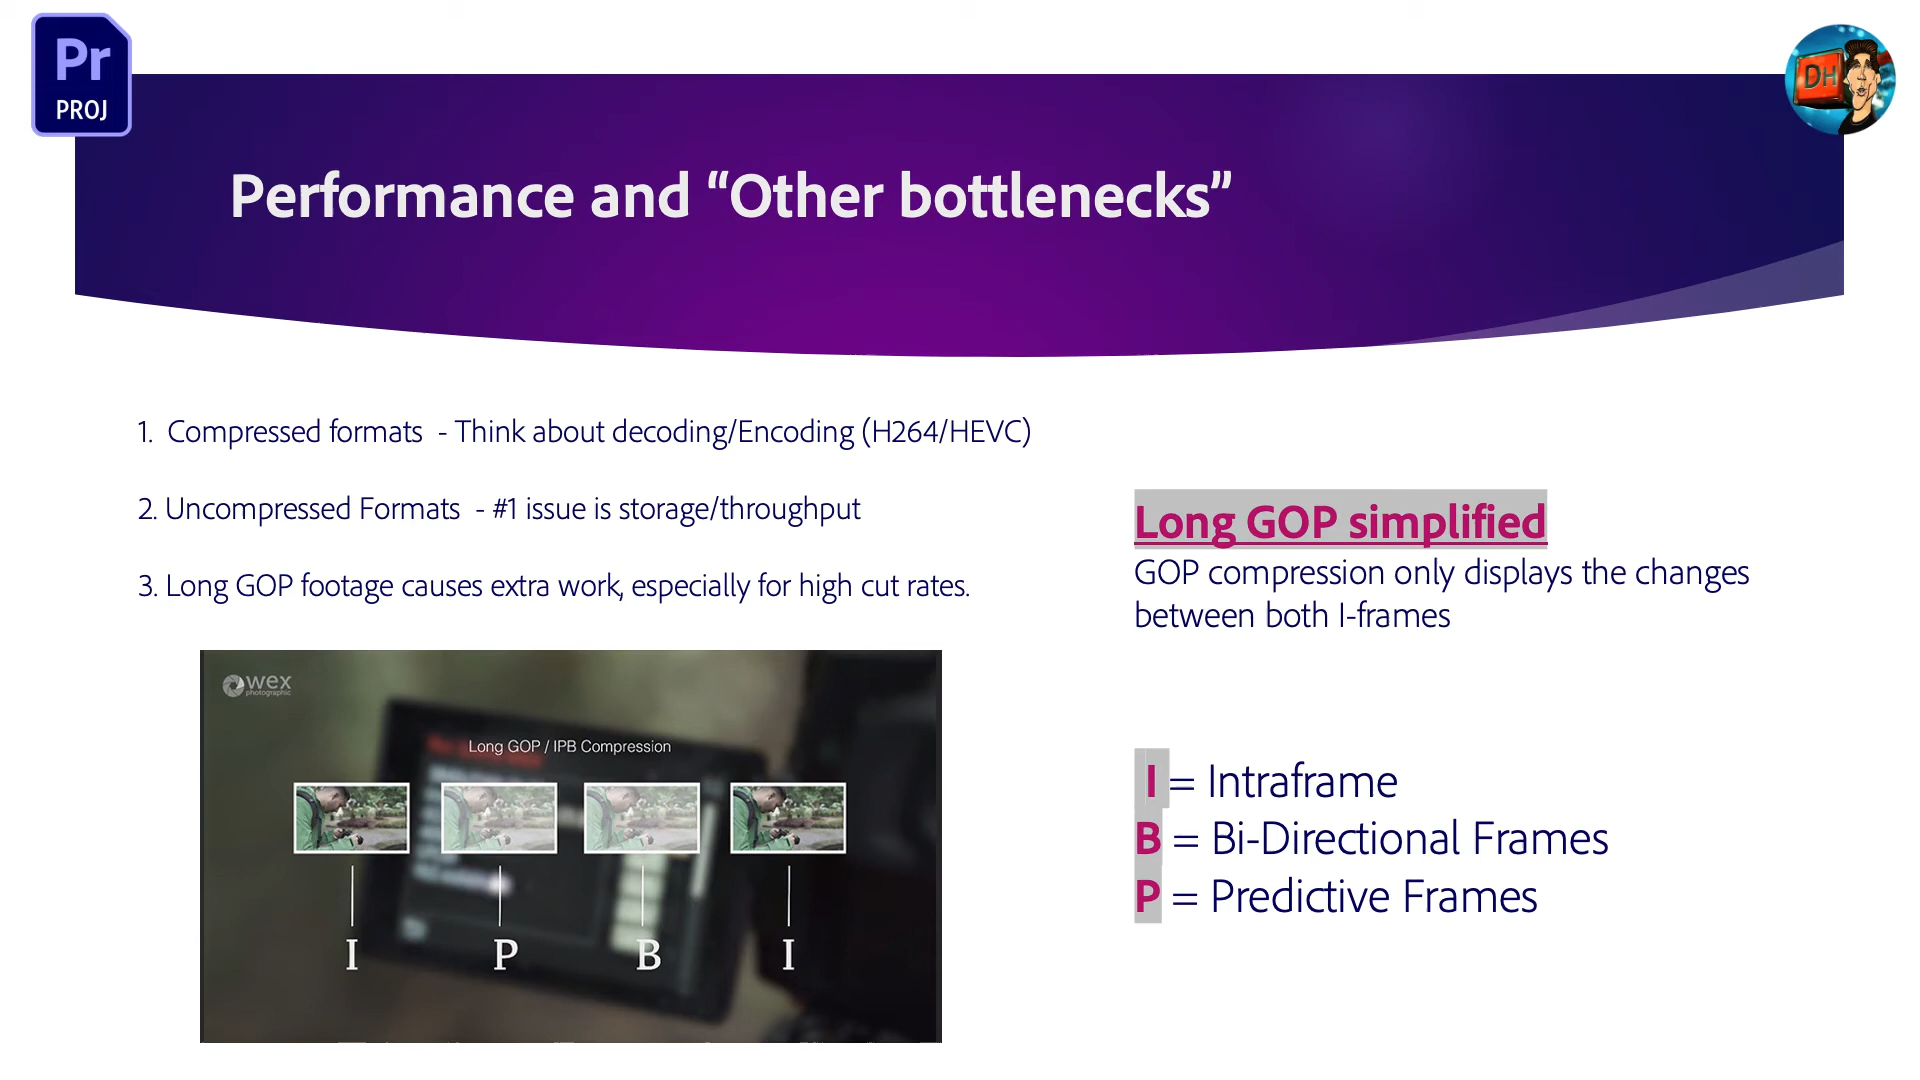 Pr
PROJ
DH
Performance and “Other bottlenecks”
1. Compressed formats - Think about decoding/Encoding (H264/HEVC)
2. Uncompressed Formats - #1 issue is storage/throughput
3. Long GOP footage causes extra work, especially for high cut rates.
wex
photographic
Long GOP / IPB Compression
I P B I
Long GOP simplified
GOP compression only displays the changes
between both I-frames
I = Intraframe
B = Bi-Directional Frames
P = Predictive Frames